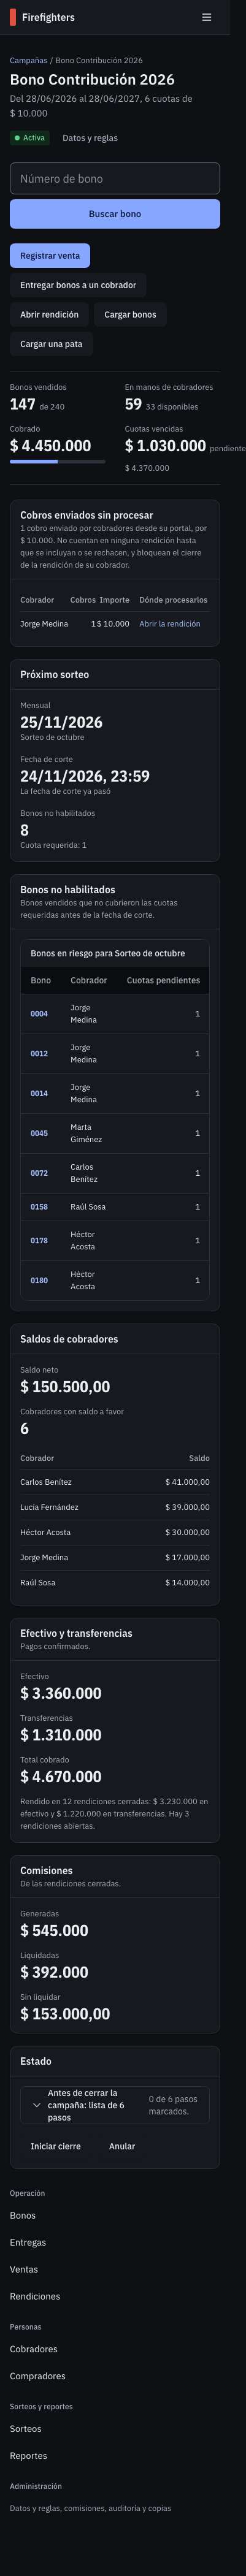 Firefighters
Campañas / Bono Contribución 2026
Bono Contribución 2026
Del 28/06/2026 al 28/06/2027, 6 cuotas de
$ 10.000
Activa
Datos y reglas
Número de bono
Buscar bono
Registrar venta
Entregar bonos a un cobrador
Abrir rendición
Cargar bonos
Cargar una pata
Bonos vendidos
147 de 240
En manos de cobradores
59 33 disponibles
Cobrado
$ 4.450.000
Cuotas vencidas
$ 1.030.000 pendiente
$ 4.370.000
Cobros enviados sin procesar
1 cobro enviado por cobradores desde su portal, por
$ 10.000. No cuentan en ninguna rendición hasta
que se incluyan o se rechacen, y bloquean el cierre
de la rendición de su cobrador.
Cobrador Cobros Importe Dónde procesarlos
Jorge Medina 1 $ 10.000 Abrir la rendición
Próximo sorteo
Mensual
25/11/2026
Sorteo de octubre
Fecha de corte
24/11/2026, 23:59
La fecha de corte ya pasó
Bonos no habilitados
8
Cuota requerida: 1
Bonos no habilitados
Bonos vendidos que no cubrieron las cuotas
requeridas antes de la fecha de corte.
Bonos en riesgo para Sorteo de octubre
Bono Cobrador Cuotas pendientes
0004 Jorge Medina 1
0012 Jorge Medina 1
0014 Jorge Medina 1
0045 Marta Giménez 1
0072 Carlos Benítez 1
0158 Raúl Sosa 1
0178 Héctor Acosta 1
0180 Héctor Acosta 1
Saldos de cobradores
Saldo neto
$ 150.500,00
Cobradores con saldo a favor
6
Cobrador Saldo
Carlos Benítez $ 41.000,00
Lucía Fernández $ 39.000,00
Héctor Acosta $ 30.000,00
Jorge Medina $ 17.000,00
Raúl Sosa $ 14.000,00
Efectivo y transferencias
Pagos confirmados.
Efectivo
$ 3.360.000
Transferencias
$ 1.310.000
Total cobrado
$ 4.670.000
Rendido en 12 rendiciones cerradas: $ 3.230.000 en
efectivo y $ 1.220.000 en transferencias. Hay 3
rendiciones abiertas.
Comisiones
De las rendiciones cerradas.
Generadas
$ 545.000
Liquidadas
$ 392.000
Sin liquidar
$ 153.000,00
Estado
Antes de cerrar la
campaña: lista de 6
pasos
0 de 6 pasos
marcados.
Iniciar cierre
Anular
Operación
Bonos
Entregas
Ventas
Rendiciones
Personas
Cobradores
Compradores
Sorteos y reportes
Sorteos
Reportes
Administración
Datos y reglas, comisiones, auditoría y copias